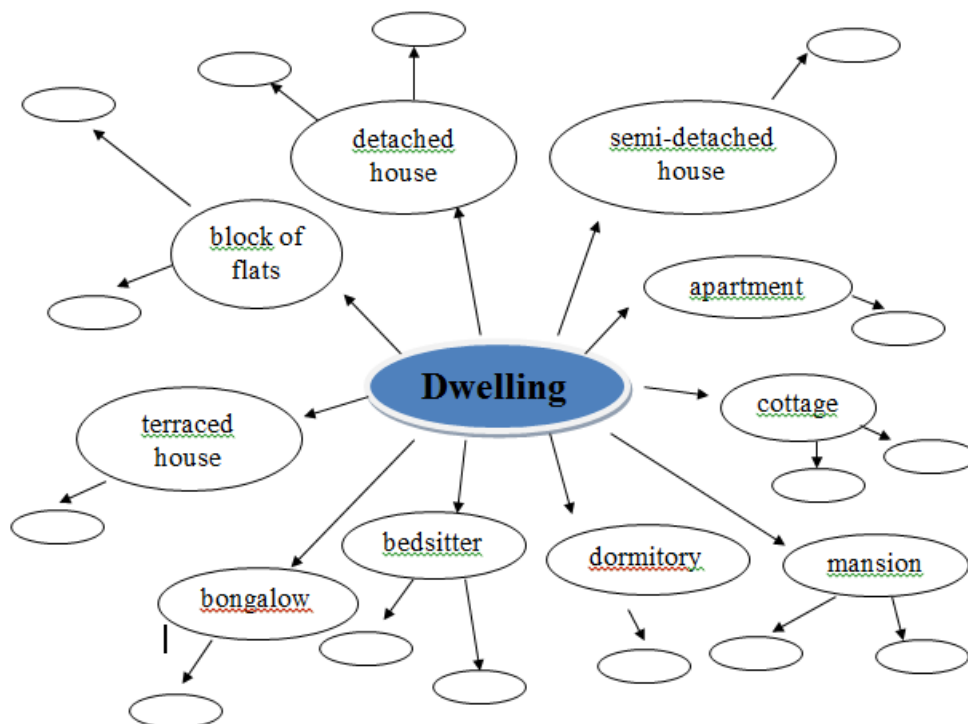 detached
house
semi-detached
house
block of
flats
apartment
Dwelling
cottage
terraced
house
bedsitter
dormitory
mansion
bongalow